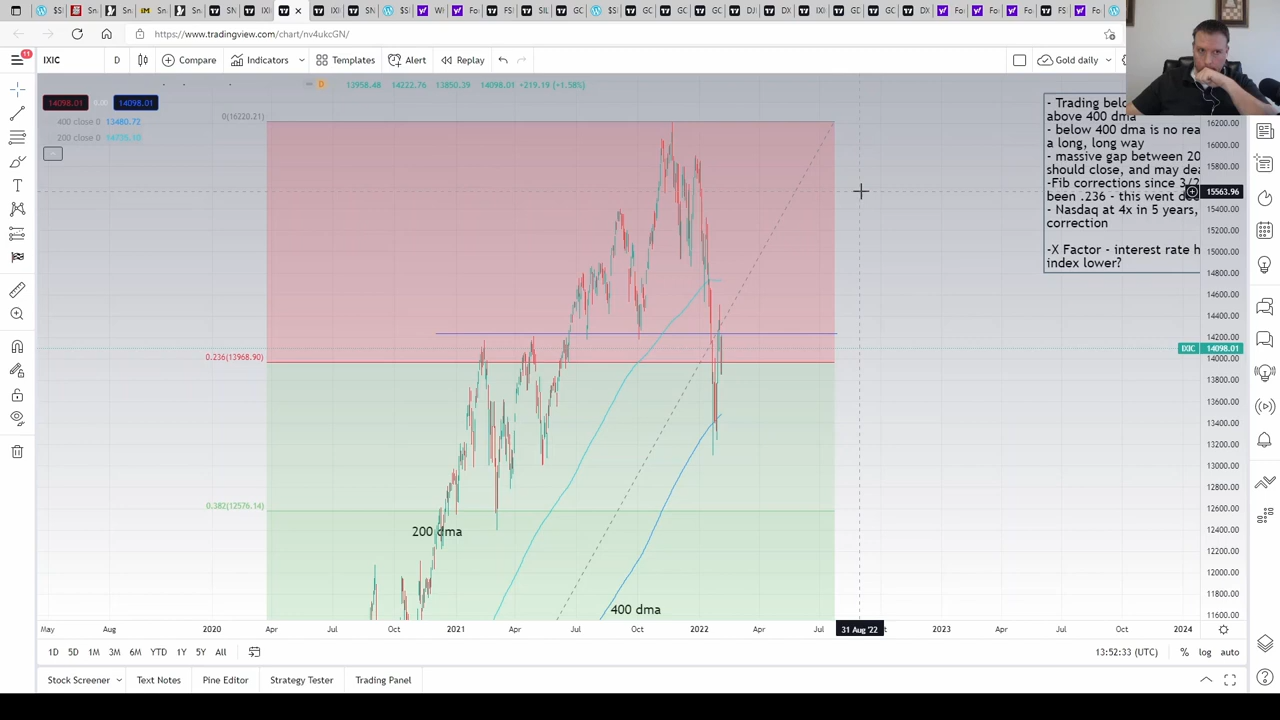 SN
IXI
GC
https://www.tradingview.com/chart/nv4ukcGN/
11
IXIC
D
Compare
Indicators
Templates
Alert
Replay
Gold daily
D 13958.48 14222.76 13850.39 14098.01 +219.19 (+1.58%)
14098.01 0.00 14098.01
400 close 0 13480.72
200 close 0
0(16220.21)
0.236(13968.90)
0.382(12576.14)
200 dma
400 dma
- Trading belo
above 400 dma
- below 400 dma is no rea
a long, long way
- massive gap between 20
should close, and may dea
-Fib corrections since 3/2
been .236 - this went dee
- Nasdaq at 4x in 5 years,
correction
-X Factor - interest rate h
index lower?
16200.00
16000.00
15800.00
15563.96
15400.00
15200.00
15000.00
14800.00
14600.00
14400.00
14200.00
IXIC 14098.01
14000.00
13800.00
13600.00
13400.00
13200.00
13000.00
12800.00
12600.00
12400.00
12200.00
12000.00
11800.00
11600.00
May Aug 2020 Apr Jul Oct 2021 Apr Jul Oct 2022 Apr Jul 31 Aug '22 2023 Apr Jul Oct 2024
1D 5D 1M 3M 6M YTD 1Y 5Y All
13:52:33 (UTC) % log auto
Stock Screener Text Notes Pine Editor Strategy Tester Trading Panel